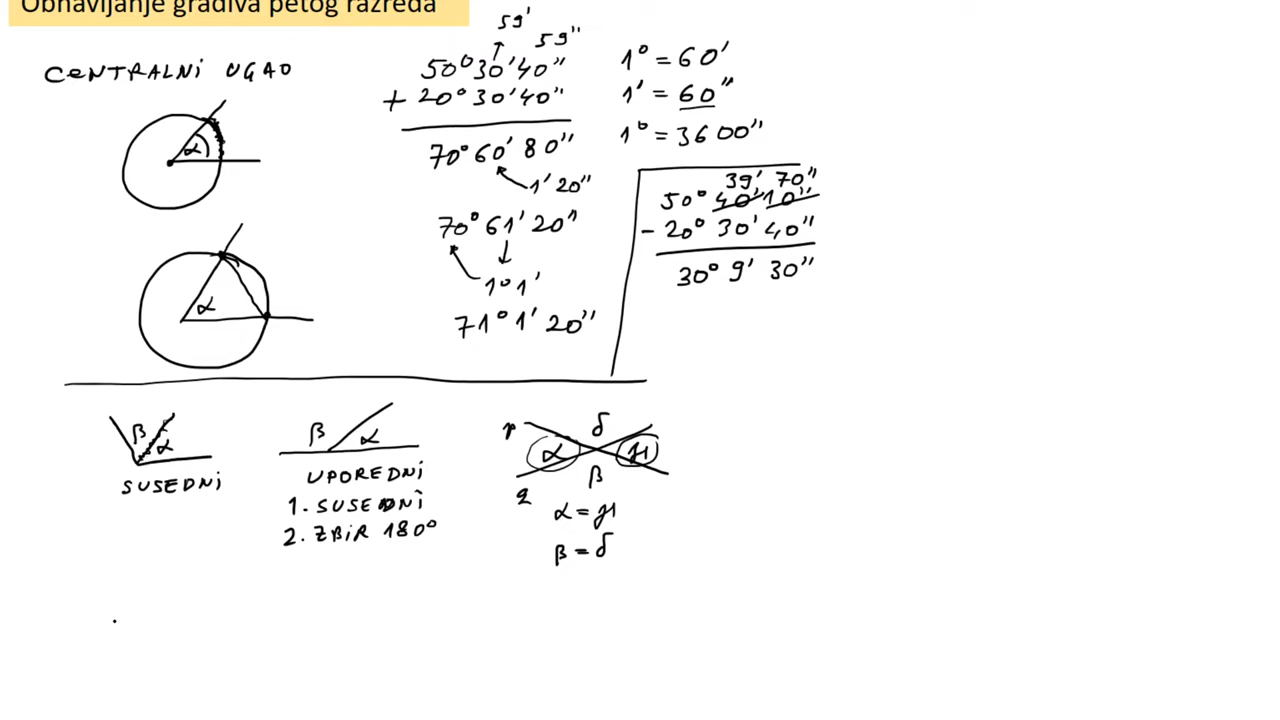 Obnavljanje gradiva petog razreda
CENTRALNI UGAO
α
α
59'
59"
50° 30' 40"
+ 20° 30' 40"
70° 60' 80"
1' 20"
70° 61' 20"
1° 1'
71° 1' 20"
1° = 60'
1' = 60"
1° = 3600"
39' 70"
50° 40' 10"
- 20° 30' 40"
30° 9' 30"
β α
SUSEDNI
β α
UPOREDNI
1. SUSEDNI
2. ZBIR 180°
p δ
α γ
β
q
α = γ
β = δ